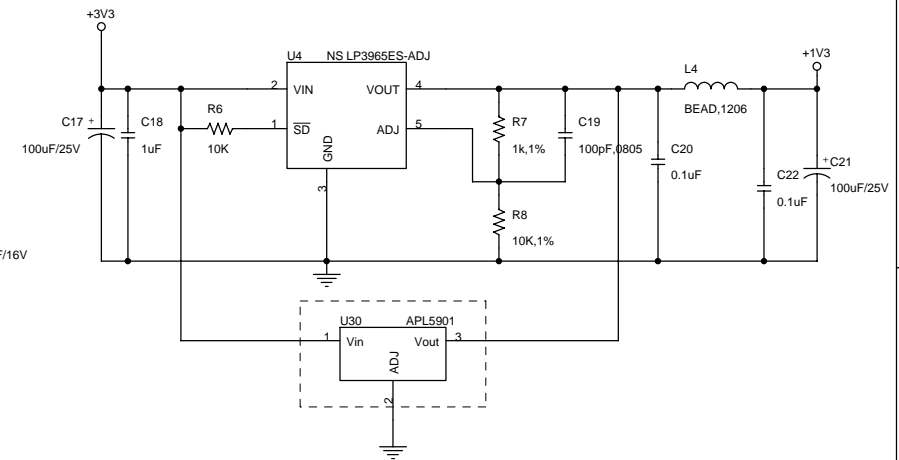 +3V3
U4 NS LP3965ES-ADJ
+1V3
L4
2 VIN VOUT 4
BEAD,1206
R6
C17 + C18 1 SD ADJ 5 R7 C19
100uF/25V 1uF 10K GND 1k,1% 100pF,0805
C20 + C21
3 0.1uF C22 100uF/25V
R8 0.1uF
10K,1%
F/16V
U30 APL5901
1 Vin Vout 3
ADJ
2